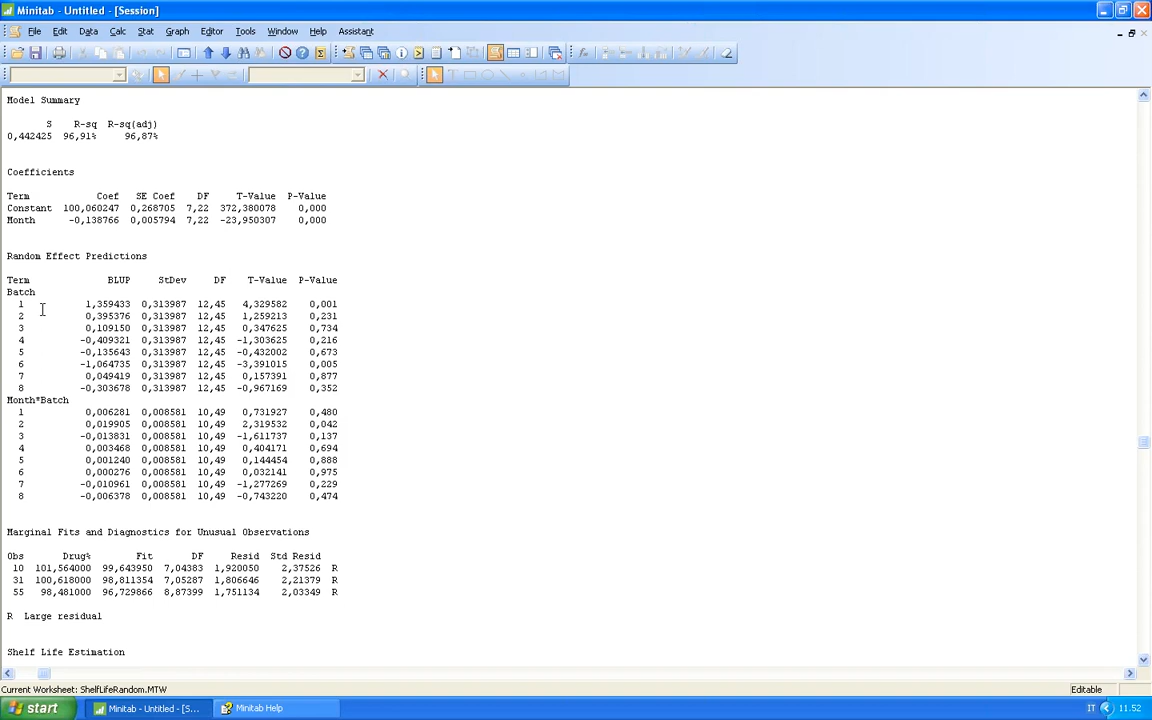 Minitab - Untitled - [Session]
File Edit Data Calc Stat Graph Editor Tools Window Help Assistant
Model Summary
S R-sq R-sq(adj)
0,442425 96,91% 96,87%
Coefficients
Term Coef SE Coef DF T-Value P-Value
Constant 100,060247 0,268705 7,22 372,380078 0,000
Month -0,138766 0,005794 7,22 -23,950307 0,000
Random Effect Predictions
Term BLUP StDev DF T-Value P-Value
Batch
1 1,359433 0,313987 12,45 4,329582 0,001
2 0,395376 0,313987 12,45 1,259213 0,231
3 0,109150 0,313987 12,45 0,347625 0,734
4 -0,409321 0,313987 12,45 -1,303625 0,216
5 -0,135643 0,313987 12,45 -0,432002 0,673
6 -1,064735 0,313987 12,45 -3,391015 0,005
7 0,049419 0,313987 12,45 0,157391 0,877
8 -0,303678 0,313987 12,45 -0,967169 0,352
Month*Batch
1 0,006281 0,008581 10,49 0,731927 0,480
2 0,019905 0,008581 10,49 2,319532 0,042
3 -0,013831 0,008581 10,49 -1,611737 0,137
4 0,003468 0,008581 10,49 0,404171 0,694
5 0,001240 0,008581 10,49 0,144454 0,888
6 0,000276 0,008581 10,49 0,032141 0,975
7 -0,010961 0,008581 10,49 -1,277269 0,229
8 -0,006378 0,008581 10,49 -0,743220 0,474
Marginal Fits and Diagnostics for Unusual Observations
Obs Drug% Fit DF Resid Std Resid
10 101,564000 99,643950 7,04383 1,920050 2,37526 R
31 100,618000 98,811354 7,05287 1,806646 2,21379 R
55 98,481000 96,729866 8,87399 1,751134 2,03349 R
R Large residual
Shelf Life Estimation
Current Worksheet: ShelfLifeRandom.MTW Editable
start Minitab - Untitled - [S... Minitab Help IT 11.52